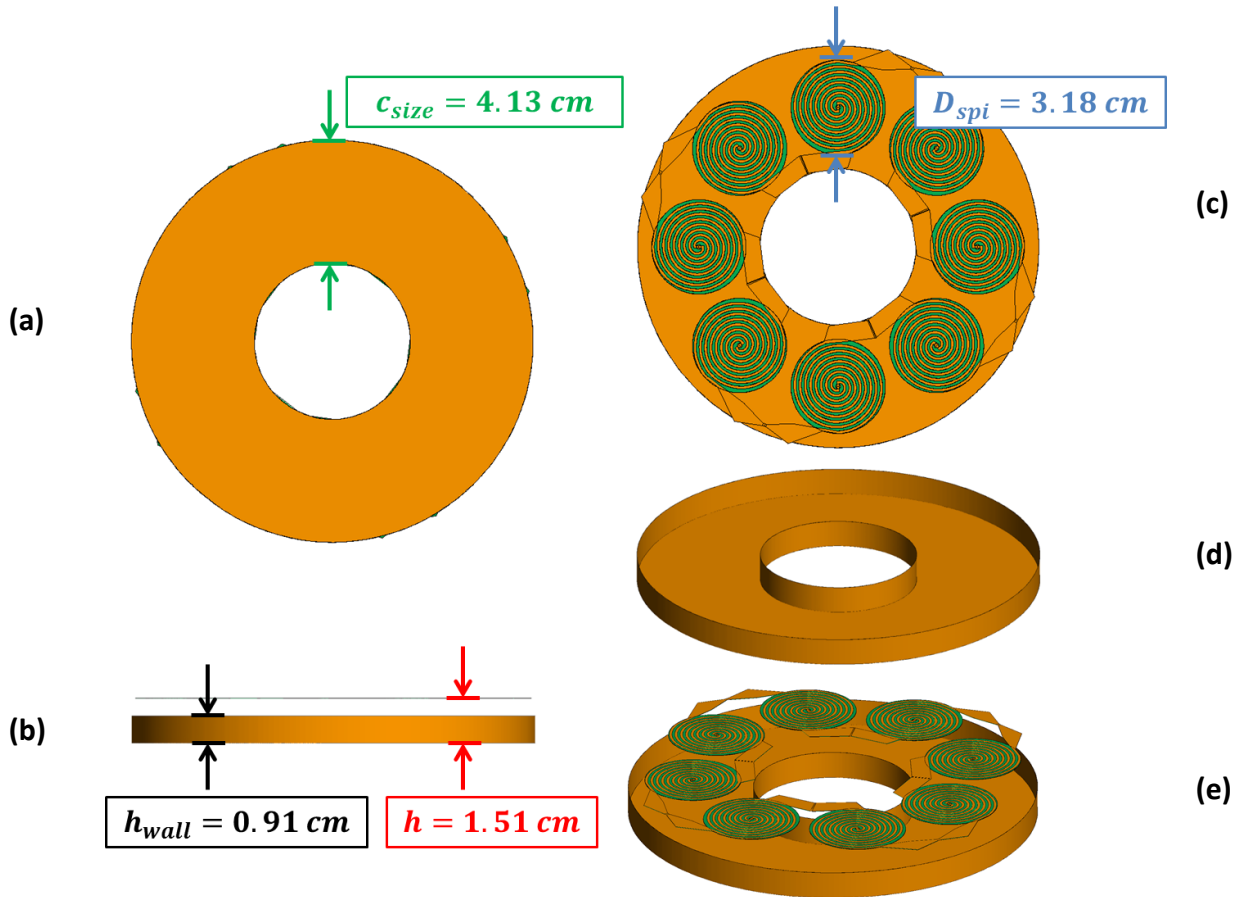 c_size = 4.13 cm
D_spi = 3.18 cm
(c)
(a)
(d)
(b)
h_wall = 0.91 cm
h = 1.51 cm
(e)